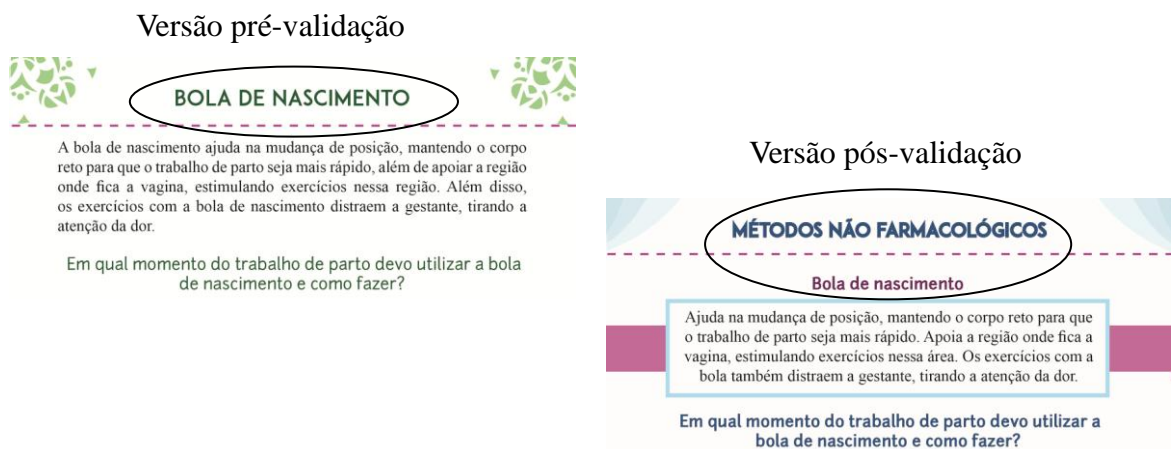 Versão pré-validação
BOLA DE NASCIMENTO
A bola de nascimento ajuda na mudança de posição, mantendo o corpo
reto para que o trabalho de parto seja mais rápido, além de apoiar a região
onde fica a vagina, estimulando exercícios nessa região. Além disso,
os exercícios com a bola de nascimento distraem a gestante, tirando a
atenção da dor.
Em qual momento do trabalho de parto devo utilizar a bola
de nascimento e como fazer?
Versão pós-validação
MÉTODOS NÃO FARMACOLÓGICOS
Bola de nascimento
Ajuda na mudança de posição, mantendo o corpo reto para que
o trabalho de parto seja mais rápido. Apoia a região onde fica a
vagina, estimulando exercícios nessa área. Os exercícios com a
bola também distraem a gestante, tirando a atenção da dor.
Em qual momento do trabalho de parto devo utilizar a
bola de nascimento e como fazer?